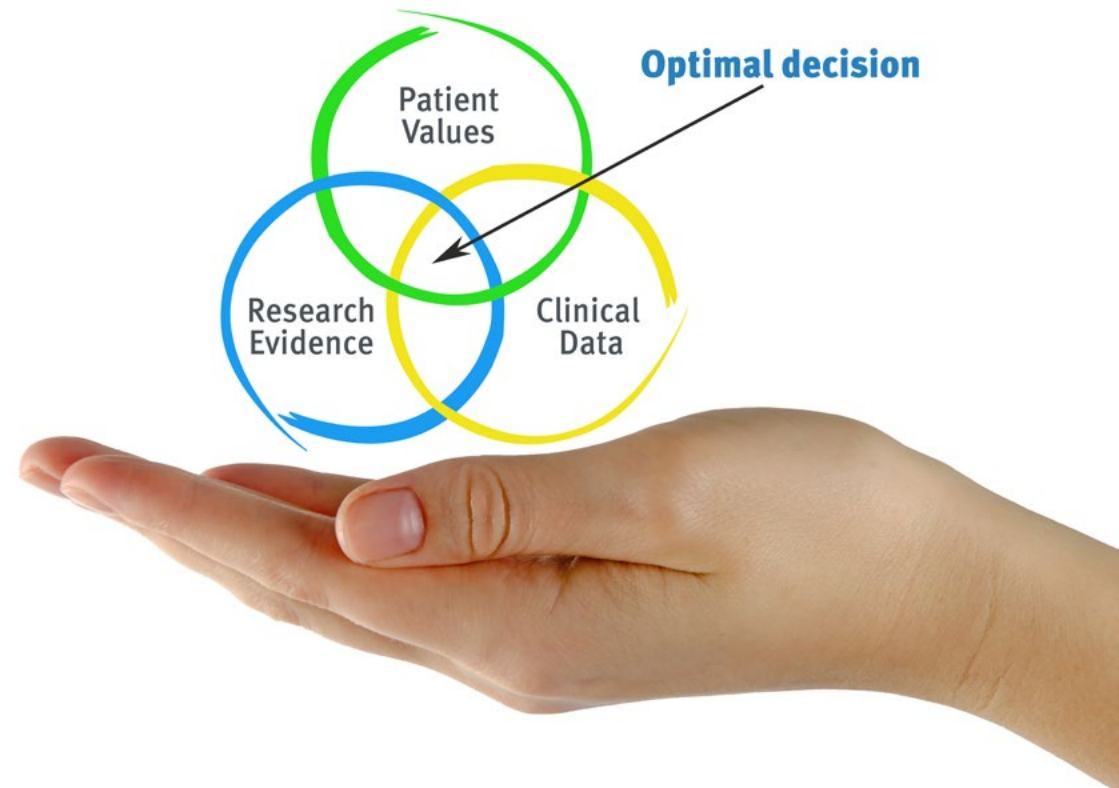 Optimal decision
Patient
Values
Research
Evidence
Clinical
Data